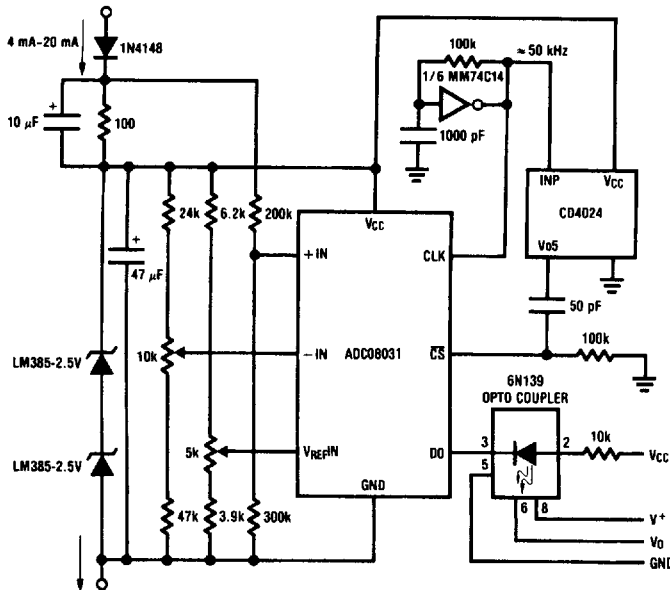 4 mA-20 mA
1N4148
100k
≈ 50 kHz
1/6 MM74C14
+
10 µF
100
1000 pF
INP
VCC
CD4024
VO5
24k
6.2k
200k
VCC
+IN
CLK
+
47 µF
50 pF
LM385-2.5V
10k
−IN
ADC08031
CS
100k
6N139
OPTO COUPLER
LM385-2.5V
5k
VREFIN
DO
3
2
10k
VCC
5
GND
47k
3.9k
300k
6
8
V+
VO
GND